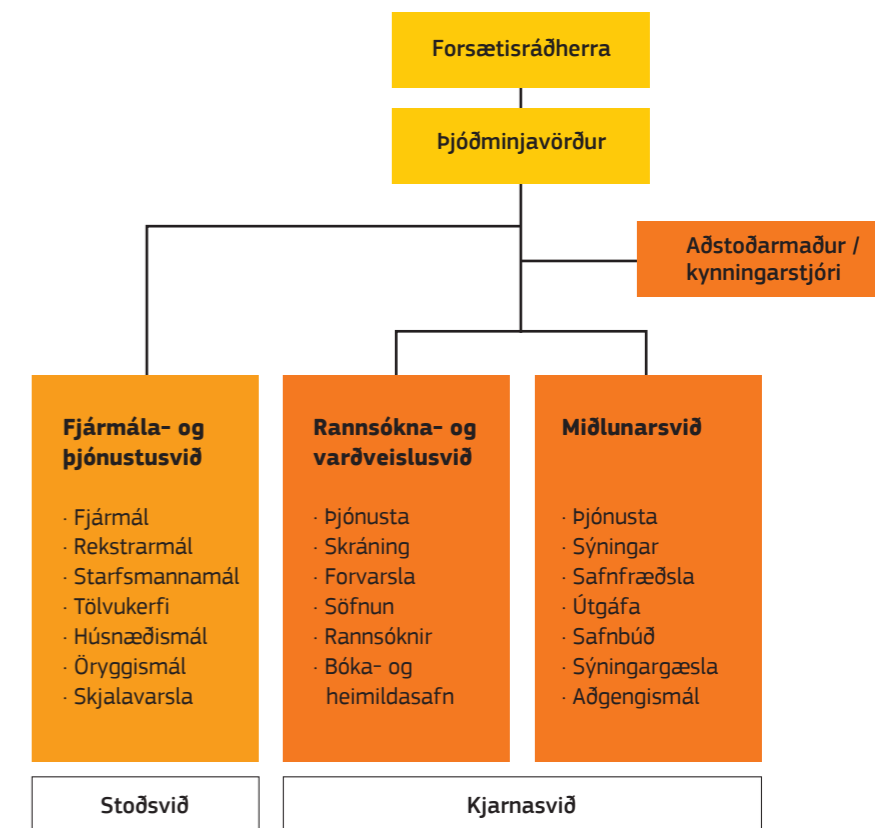 Forsætisráðherra
Þjóðminjavörður
Aðstoðarmaður /
kynningarstjóri
Fjármála- og
þjónustusvið
· Fjármál
· Rekstrarmál
· Starfsmannamál
· Tölvukerfi
· Húsnæðismál
· Öryggismál
· Skjalavarsla
Rannsókna- og
varðveislusvið
· Þjónusta
· Skráning
· Forvarsla
· Söfnun
· Rannsóknir
· Bóka- og
heimildasafn
Miðlunarsvið
· Þjónusta
· Sýningar
· Safnfræðsla
· Útgáfa
· Safnbúð
· Sýningargæsla
· Aðgengismál
Stoðsvið
Kjarnasvið